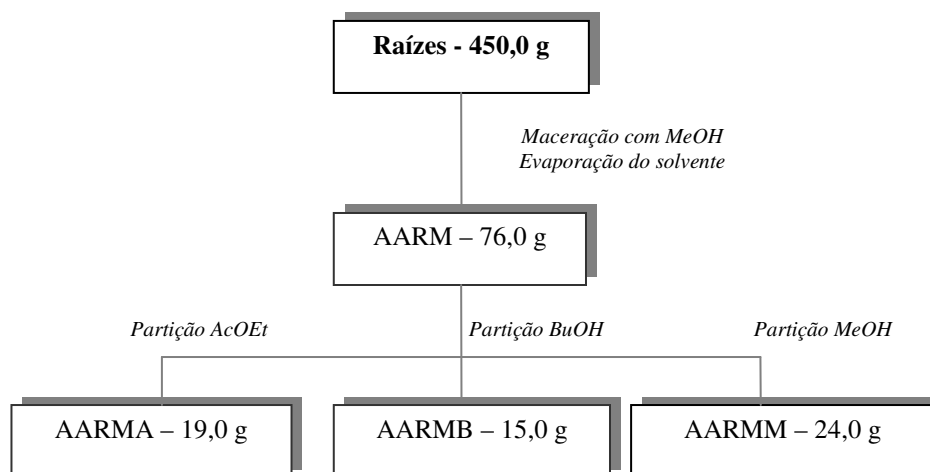 Raízes - 450,0 g
Maceração com MeOH
Evaporação do solvente
AARM – 76,0 g
Partição AcOEt
Partição BuOH
Partição MeOH
AARMA – 19,0 g
AARMB – 15,0 g
AARMM – 24,0 g